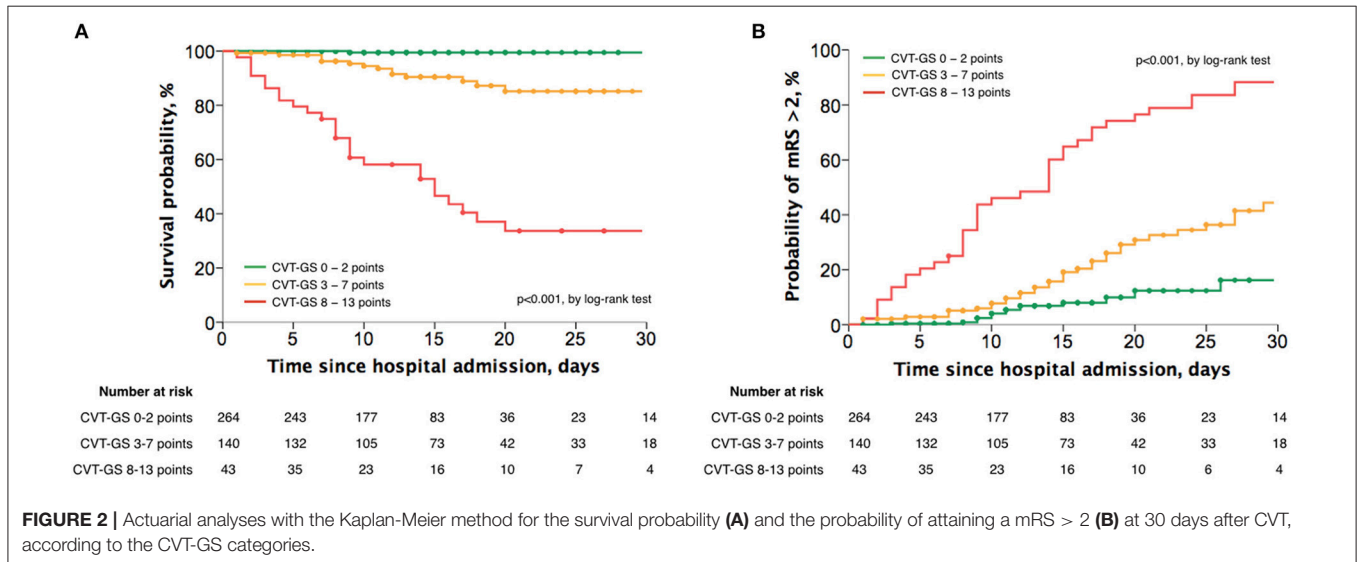 A
Survival probability, %
100
80
60
40
20
0
CVT-GS 0 – 2 points
CVT-GS 3 – 7 points
CVT-GS 8 – 13 points
p<0.001, by log-rank test
0 5 10 15 20 25 30
Time since hospital admission, days
Number at risk
CVT-GS 0-2 points 264 243 177 83 36 23 14
CVT-GS 3-7 points 140 132 105 73 42 33 18
CVT-GS 8-13 points 43 35 23 16 10 7 4
B
Probability of mRS >2, %
100
80
60
40
20
0
CVT-GS 0 – 2 points
CVT-GS 3 – 7 points
CVT-GS 8 – 13 points
p<0.001, by log-rank test
0 5 10 15 20 25 30
Time since hospital admission, days
Number at risk
CVT-GS 0-2 points 264 243 177 83 36 23 14
CVT-GS 3-7 points 140 132 105 73 42 33 18
CVT-GS 8-13 points 43 35 23 16 10 6 4
FIGURE 2 | Actuarial analyses with the Kaplan-Meier method for the survival probability (A) and the probability of attaining a mRS > 2 (B) at 30 days after CVT,
according to the CVT-GS categories.